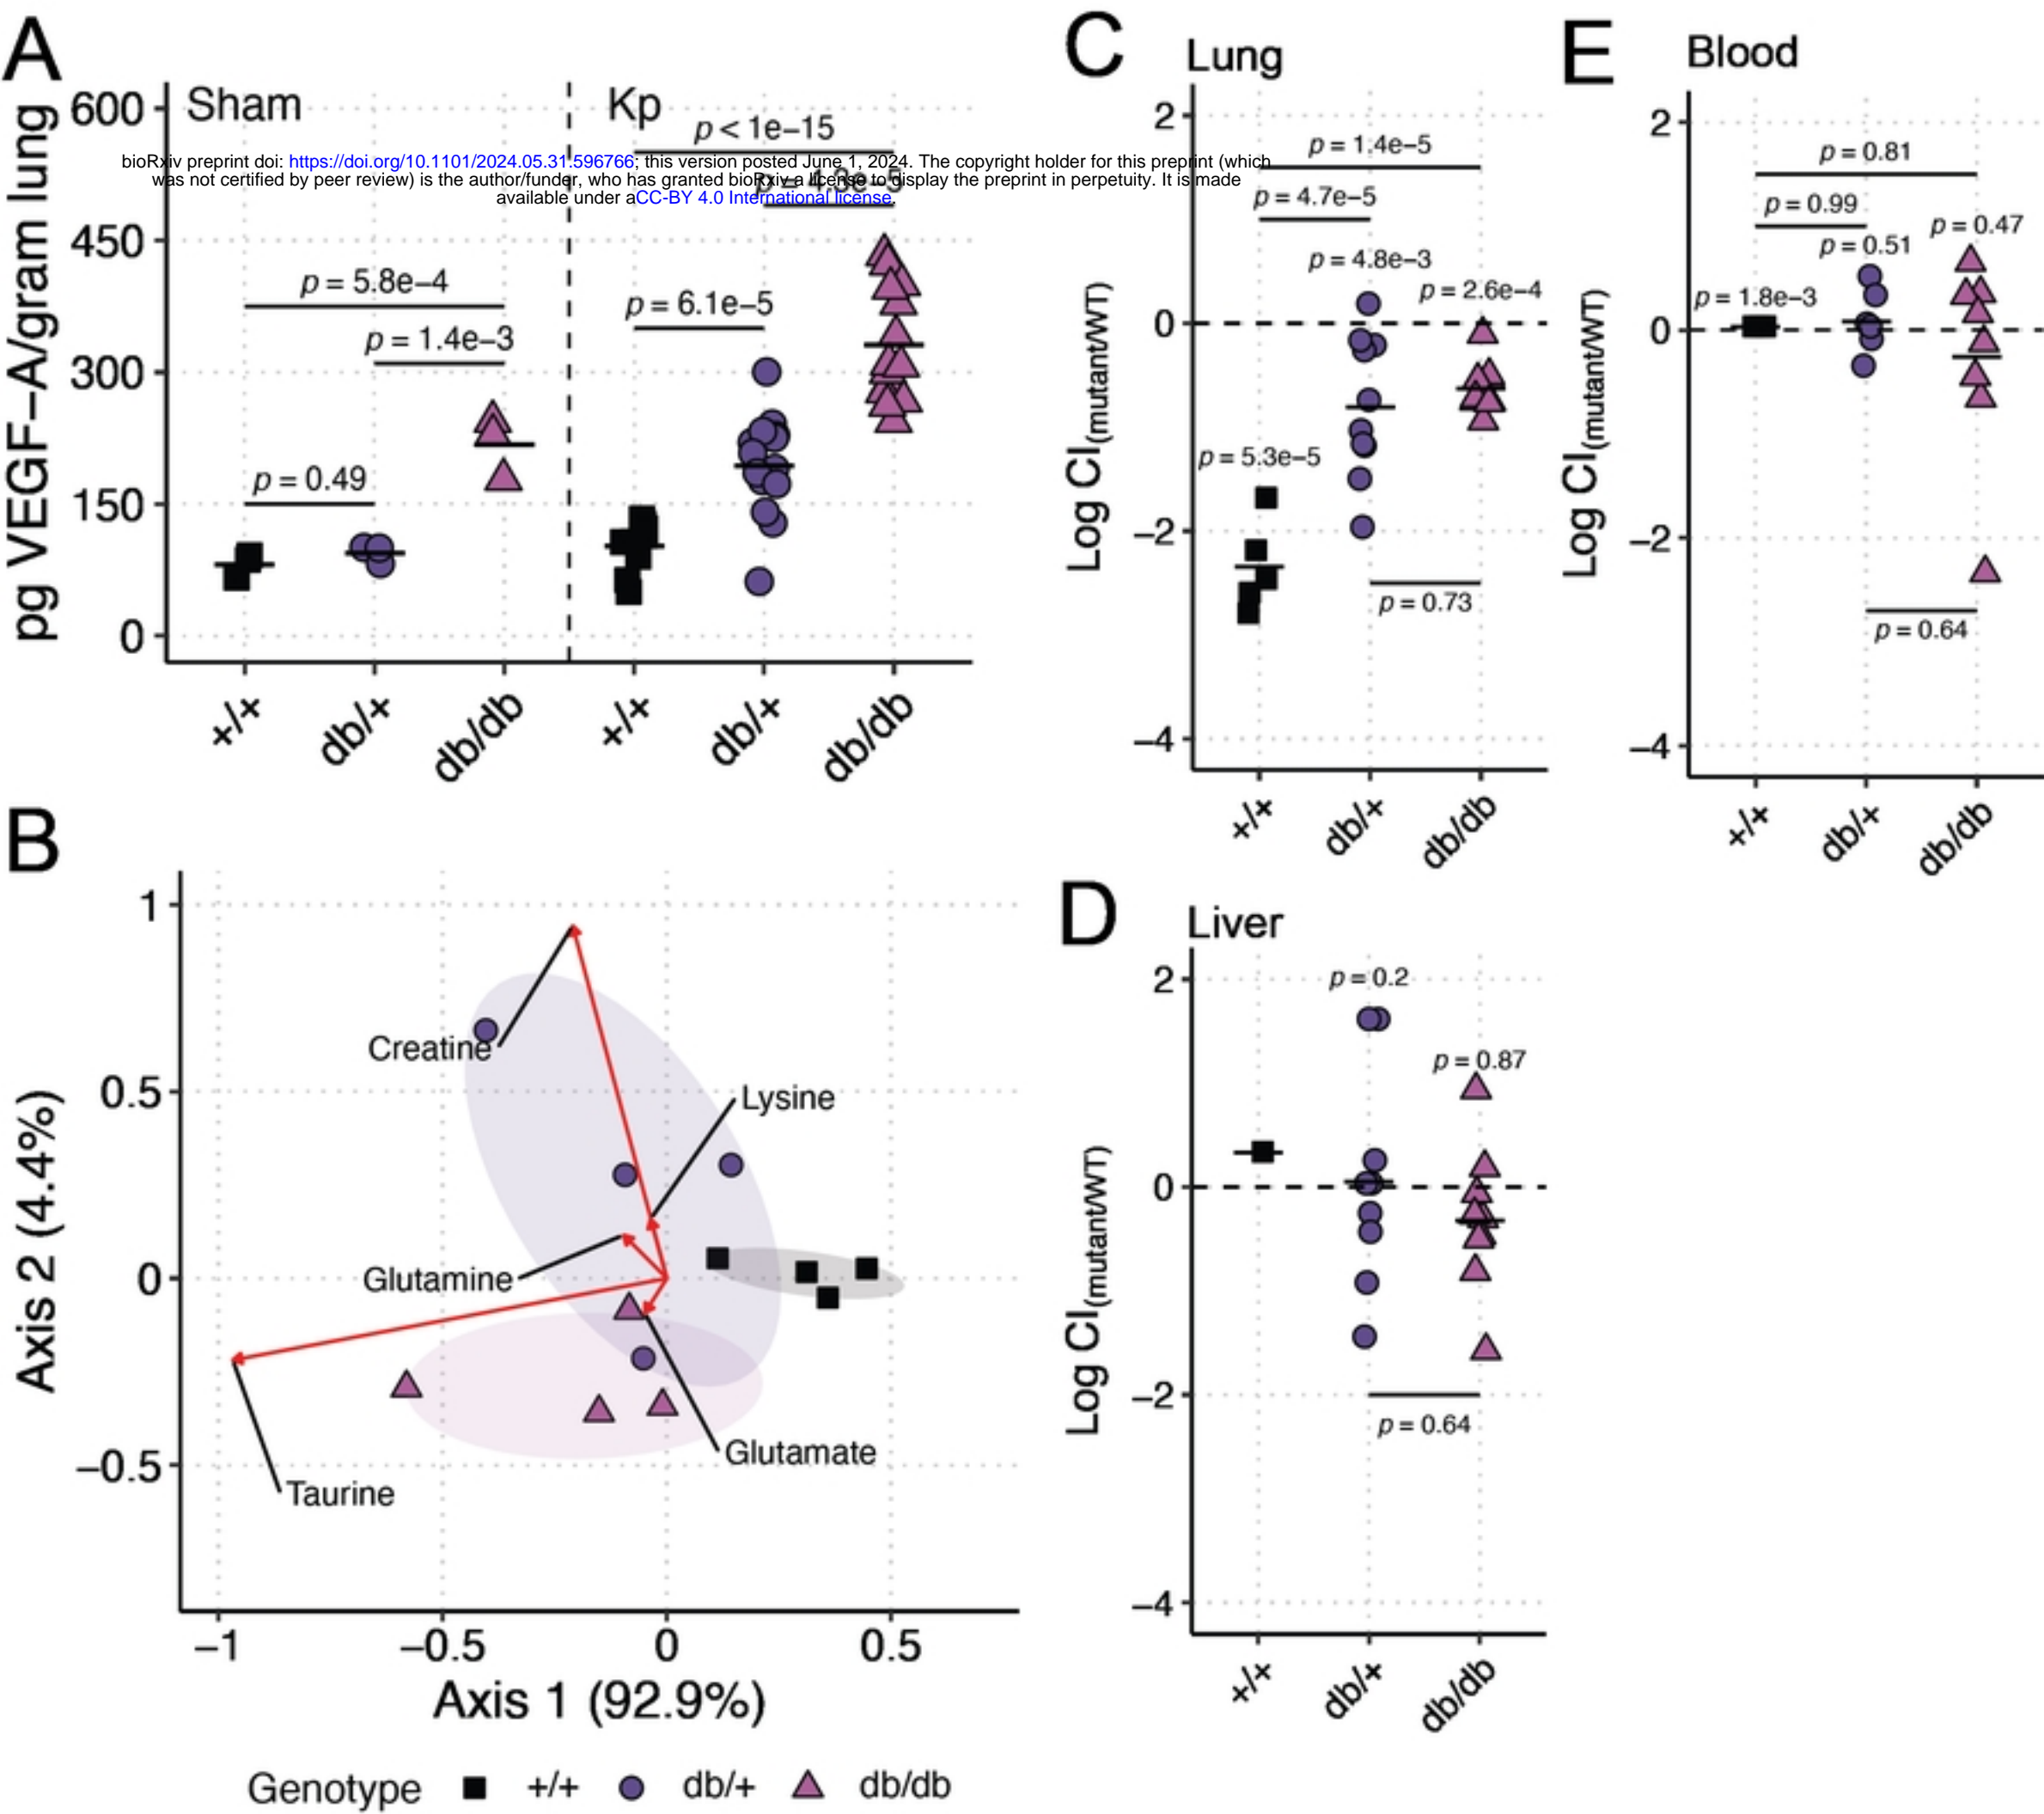 A
pg VEGF–A/gram lung
600
450
300
150
0
Sham
Kp
p < 1e–15
p = 4.3e–5
p = 5.8e–4
p = 1.4e–3
p = 6.1e–5
p = 0.49
+/+
db/+
db/db
+/+
db/+
db/db
bioRxiv preprint doi: https://doi.org/10.1101/2024.05.31.596766; this version posted June 1, 2024. The copyright holder for this preprint (which
was not certified by peer review) is the author/funder, who has granted bioRxiv a license to display the preprint in perpetuity. It is made
available under aCC-BY 4.0 International license.
B
Axis 2 (4.4%)
1
0.5
0
–0.5
Creatine
Lysine
Glutamine
Glutamate
Taurine
–1
–0.5
0
0.5
Axis 1 (92.9%)
Genotype +/+ db/+ db/db
C
Lung
Log CI(mutant/WT)
2
0
–2
–4
p = 1.4e–5
p = 4.7e–5
p = 4.8e–3
p = 2.6e–4
p = 5.3e–5
p = 0.73
+/+
db/+
db/db
D
Liver
Log CI(mutant/WT)
2
0
–2
–4
p = 0.2
p = 0.87
p = 0.64
+/+
db/+
db/db
E
Blood
Log CI(mutant/WT)
2
0
–2
–4
p = 0.81
p = 0.99
p = 0.47
p = 0.51
p = 1.8e–3
p = 0.64
+/+
db/+
db/db